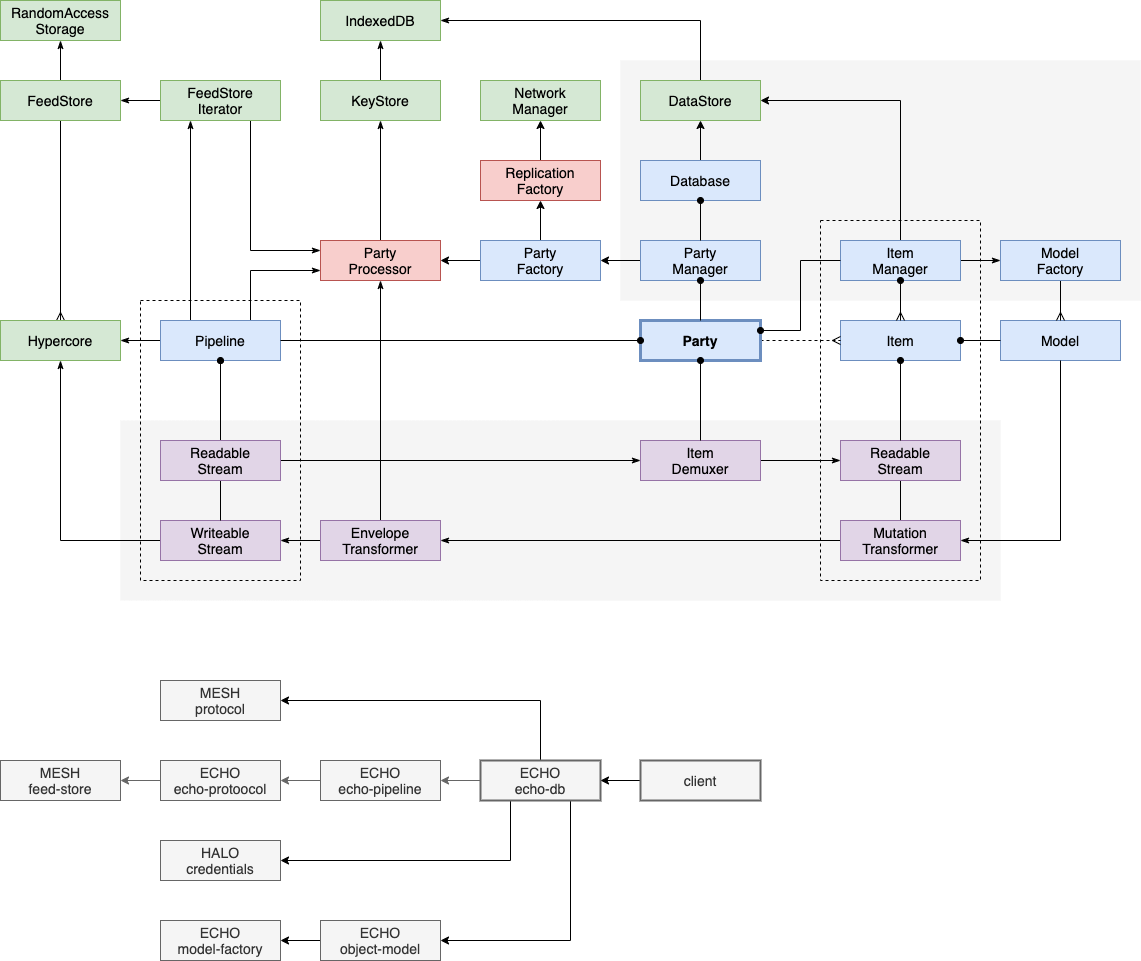 RandomAccess
Storage
IndexedDB
FeedStore
FeedStore
Iterator
KeyStore
Network
Manager
DataStore
Replication
Factory
Database
Party
Processor
Party
Factory
Party
Manager
Item
Manager
Model
Factory
Hypercore
Pipeline
Party
Item
Model
Readable
Stream
Item
Demuxer
Readable
Stream
Writeable
Stream
Envelope
Transformer
Mutation
Transformer
MESH
protocol
MESH
feed-store
ECHO
echo-protoocol
ECHO
echo-pipeline
ECHO
echo-db
client
HALO
credentials
ECHO
model-factory
ECHO
object-model